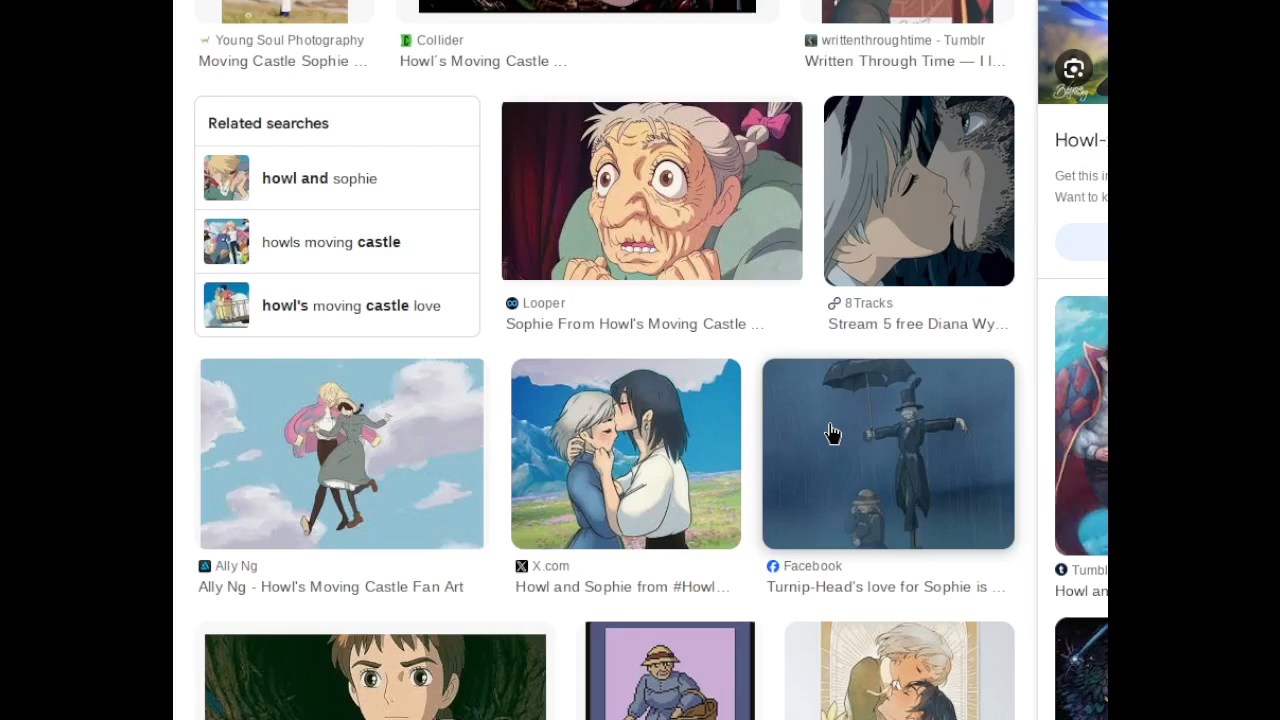 Young Soul Photography
Moving Castle Sophie ...
Collider
Howl´s Moving Castle ...
writtenthroughtime - Tumblr
Written Through Time — I l...
Related searches
howl and sophie
howls moving castle
howl's moving castle love
Looper
Sophie From Howl's Moving Castle ...
8Tracks
Stream 5 free Diana Wy...
Howl-
Get this i
Want to k
Ally Ng
Ally Ng - Howl's Moving Castle Fan Art
X.com
Howl and Sophie from #Howl...
Facebook
Turnip-Head's love for Sophie is ...
Tumbl
Howl an